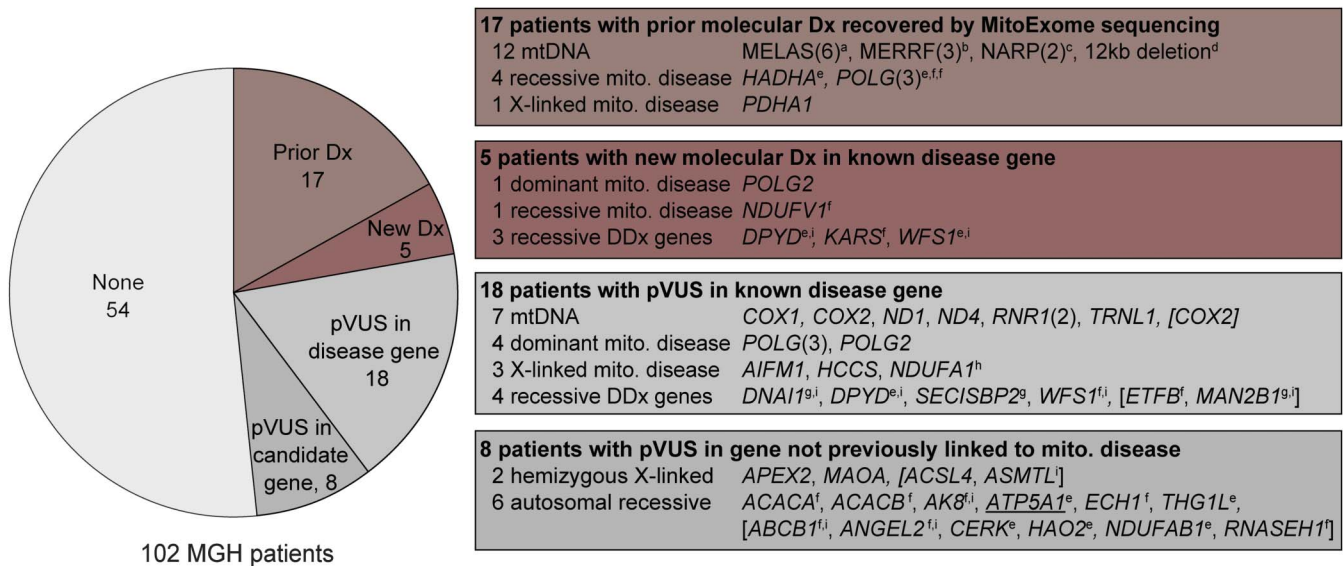 Prior Dx
17
New Dx
5
None
54
pVUS in
disease gene
18
pVUS in
candidate
gene, 8
102 MGH patients
17 patients with prior molecular Dx recovered by MitoExome sequencing
12 mtDNA MELAS(6)ᵃ, MERRF(3)ᵇ, NARP(2)ᶜ, 12kb deletionᵈ
4 recessive mito. disease HADHAᵉ, POLG(3)ᵉ,ᶠ,ᶠ
1 X-linked mito. disease PDHA1
5 patients with new molecular Dx in known disease gene
1 dominant mito. disease POLG2
1 recessive mito. disease NDUFV1ᶠ
3 recessive DDx genes DPYDᵉ,ⁱ, KARSᶠ, WFS1ᵉ,ⁱ
18 patients with pVUS in known disease gene
7 mtDNA COX1, COX2, ND1, ND4, RNR1(2), TRNL1, [COX2]
4 dominant mito. disease POLG(3), POLG2
3 X-linked mito. disease AIFM1, HCCS, NDUFA1ʰ
4 recessive DDx genes DNAI1ᵍ,ⁱ, DPYDᵉ,ⁱ, SECISBP2ᵍ, WFS1ᶠ,ⁱ, [ETFBᶠ, MAN2B1ᵍ,ⁱ]
8 patients with pVUS in gene not previously linked to mito. disease
2 hemizygous X-linked APEX2, MAOA, [ACSL4, ASMTLⁱ]
6 autosomal recessive ACACAᶠ, ACACBᶠ, AK8ᶠ,ⁱ, ATP5A1ᵉ, ECH1ᶠ, THG1Lᵉ,
[ABCB1ᶠ,ⁱ, ANGEL2ᶠ,ⁱ, CERKᵉ, HAO2ᵉ, NDUFAB1ᵉ, RNASEH1ᶠ]